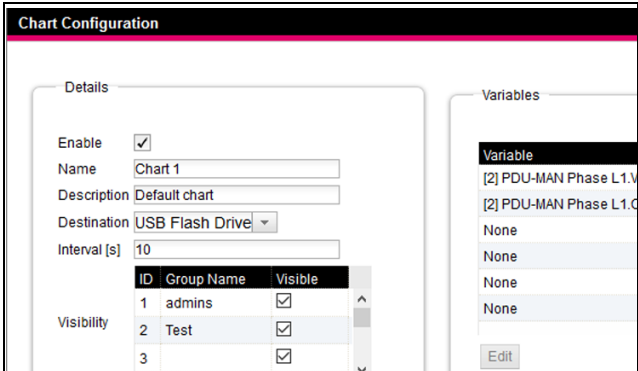 Chart Configuration
Details
Enable
Name Chart 1
Description Default chart
Destination USB Flash Drive
Interval [s] 10
ID Group Name Visible
1 admins
Visibility
2 Test
3
Variables
Variable
[2] PDU-MAN Phase L1.V
[2] PDU-MAN Phase L1.C
None
None
None
None
Edit